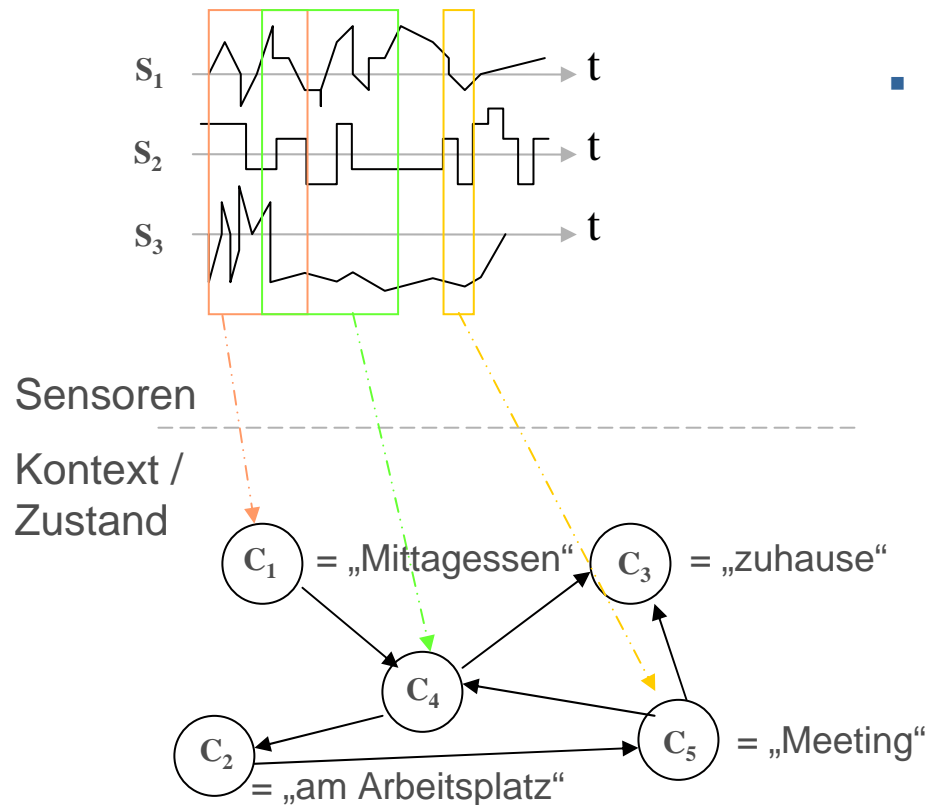 S₁ t
S₂ t
S₃ t
Sensoren
Kontext /
Zustand
C₁ = „Mittagessen“ C₃ = „zuhause“
C₄
C₂ C₅ = „Meeting“
= „am Arbeitsplatz“